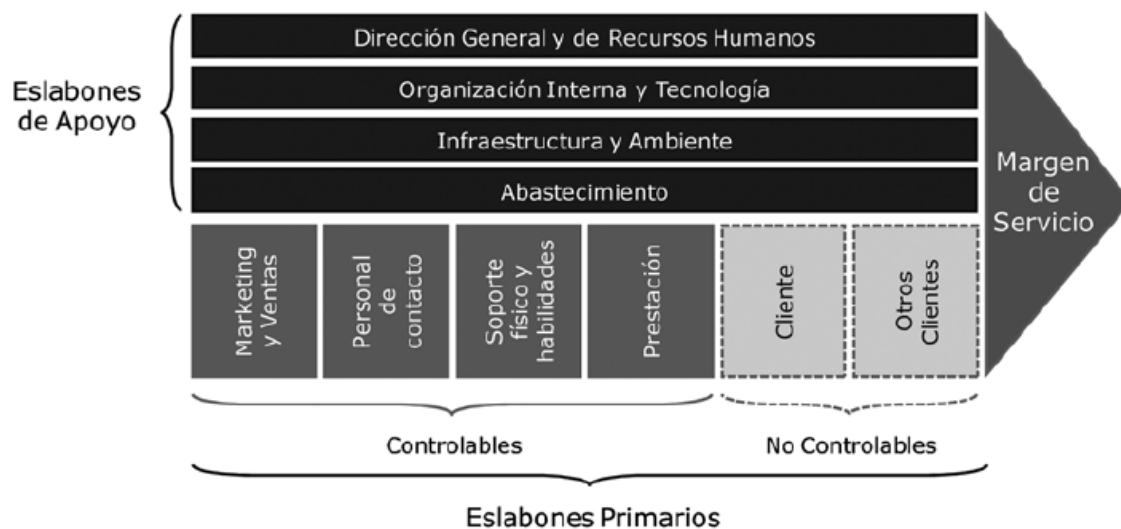 Dirección General y de Recursos Humanos
Organización Interna y Tecnología
Infraestructura y Ambiente
Abastecimiento
Eslabones
de Apoyo
Margen
de
Servicio
Marketing
y Ventas
Personal
de
contacto
Soporte
físico y
habilidades
Prestación
Cliente
Otros
Clientes
Controlables
No Controlables
Eslabones Primarios